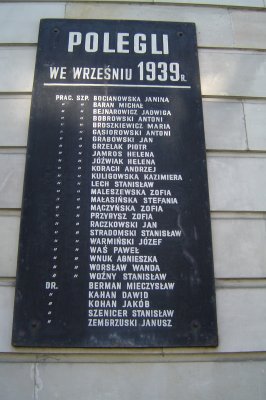 POLEGLI
WE WRZEŚNIU 1939 R.
PRAC. SZP. BOCIANOWSKA JANINA
" " BARAN MICHAŁ
" " BEJNAROWICZ JADWIGA
" " BOBROWSKI ANTONI
" " BROSZKIEWICZ MARIA
" " GĄSIOROWSKI ANTONI
" " GRABOWSKI JAN
" " GRZELAK PIOTR
" " JAMROS HELENA
" " JÓŹWIAK HELENA
" " KORACH ANDRZEJ
" " KULIGOWSKA KAZIMIERA
" " LECH STANISŁAW
" " MALESZEWSKA ZOFIA
" " MAŁASIŃSKA STEFANIA
" " MĄCZYŃSKA ZOFIA
" " PRZYBYSZ ZOFIA
" " RACZKOWSKI JAN
" " STRADOMSKI STANISŁAW
" " WARMIŃSKI JÓZEF
" " WAŚ PAWEŁ
" " WNUK AGNIESZKA
" " WORSŁAW WANDA
" " WOŹNY STANISŁAW
DR. BERMAN MIECZYSŁAW
" KAHAN DAWID
" KOHAN JAKÓB
" SZENICER STANISŁAW
" ZEMBRZUSKI JANUSZ